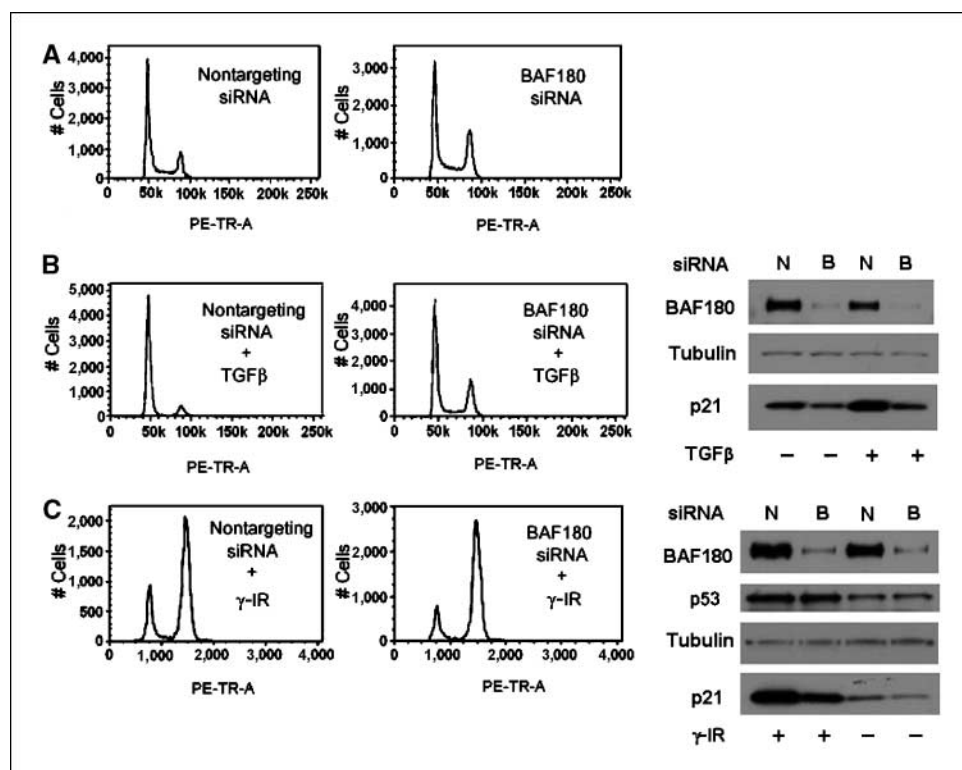 A
# Cells
4,000
3,000
2,000
1,000
0
0 50k 100k 150k 200k 250k
PE-TR-A
Nontargeting
siRNA
# Cells
3,000
2,000
1,000
0
0 50k 100k 150k 200k 250k
PE-TR-A
BAF180
siRNA
B
# Cells
5,000
4,000
3,000
2,000
1,000
0
0 50k 100k 150k 200k 250k
PE-TR-A
Nontargeting
siRNA
+
TGFβ
# Cells
4,000
3,000
2,000
1,000
0
0 50k 100k 150k 200k 250k
PE-TR-A
BAF180
siRNA
+
TGFβ
siRNA N B N B
BAF180
Tubulin
p21
TGFβ – – + +
C
# Cells
2,000
1,500
1,000
500
0
0 1,000 2,000 3,000 4,000
PE-TR-A
Nontargeting
siRNA
+
γ-IR
# Cells
3,000
2,000
1,000
0
0 1,000 2,000 3,000 4,000
PE-TR-A
BAF180
siRNA
+
γ-IR
siRNA N B N B
BAF180
p53
Tubulin
p21
γ-IR + + – –